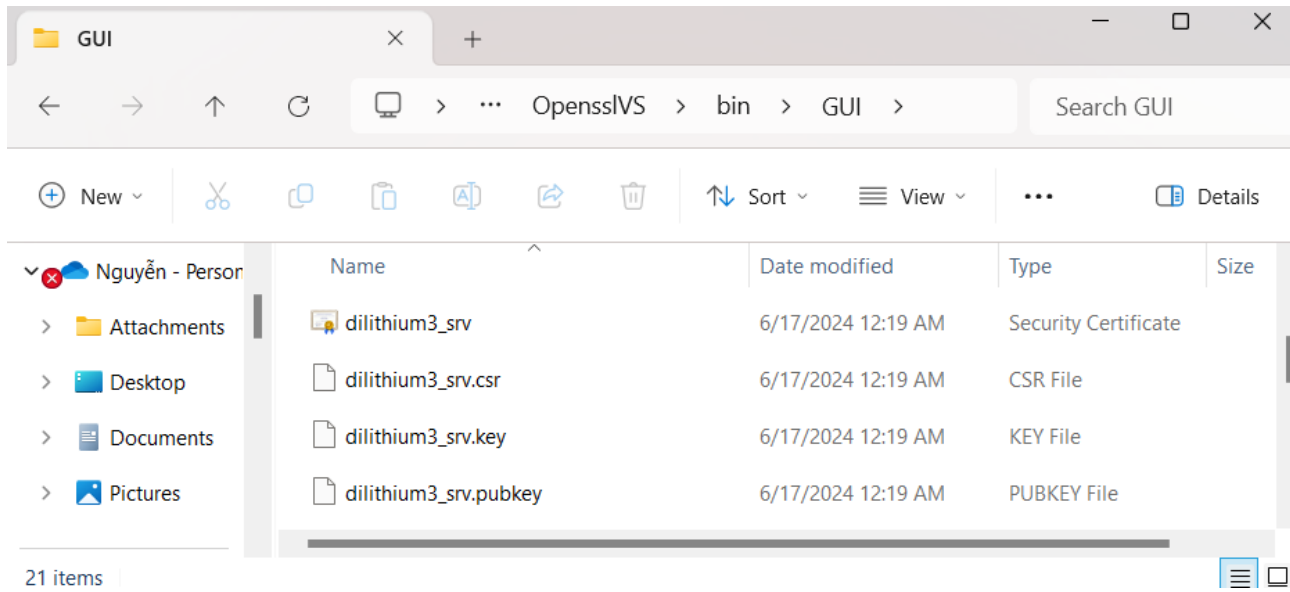 GUI
OpensslVS > bin > GUI >
Search GUI
New
Sort
View
Details
Nguyễn - Person
Attachments
Desktop
Documents
Pictures
Name Date modified Type Size
dilithium3_srv 6/17/2024 12:19 AM Security Certificate
dilithium3_srv.csr 6/17/2024 12:19 AM CSR File
dilithium3_srv.key 6/17/2024 12:19 AM KEY File
dilithium3_srv.pubkey 6/17/2024 12:19 AM PUBKEY File
21 items